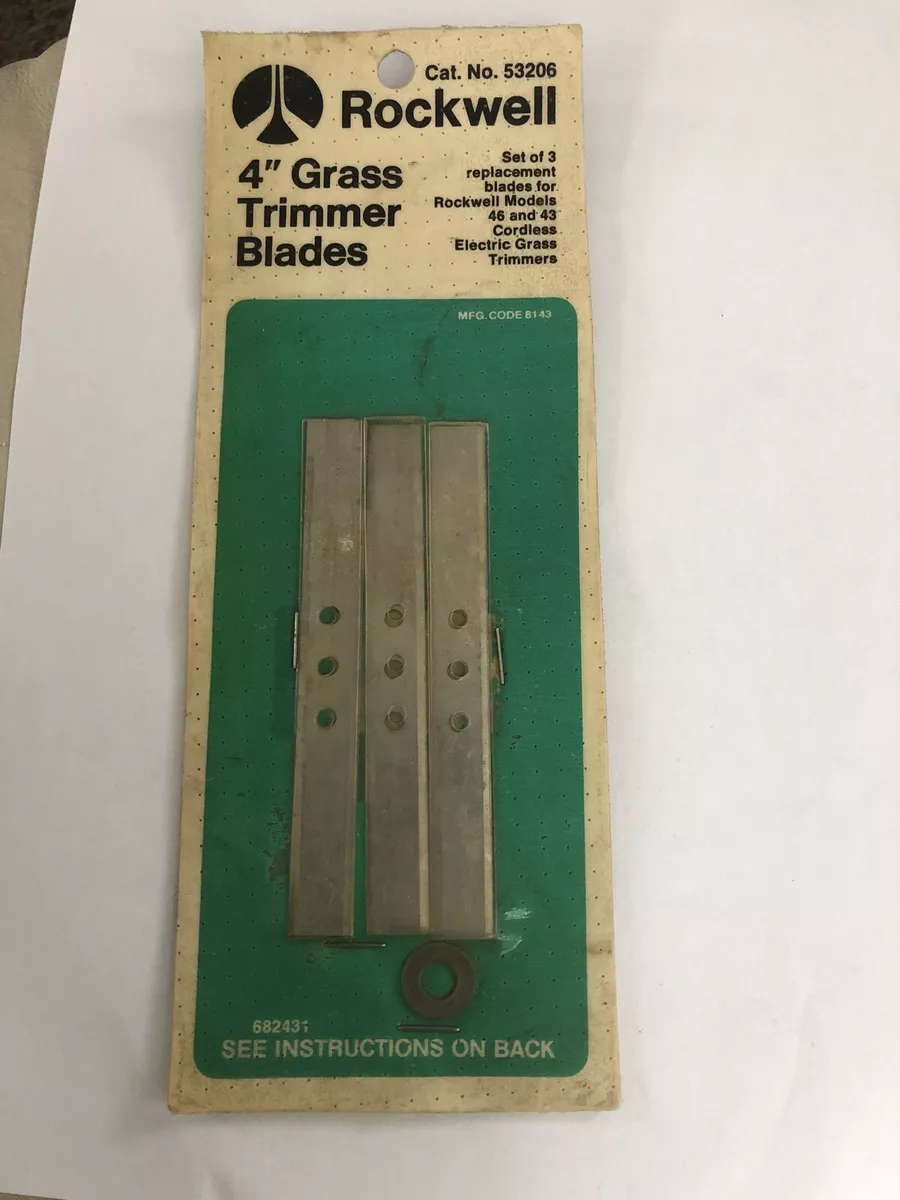 Cat. No. 53206
Rockwell
4" Grass
Trimmer
Blades
Set of 3
replacement
blades for
Rockwell Models
46 and 43
Cordless
Electric Grass
Trimmers
MFG. CODE 8143
682431
SEE INSTRUCTIONS ON BACK